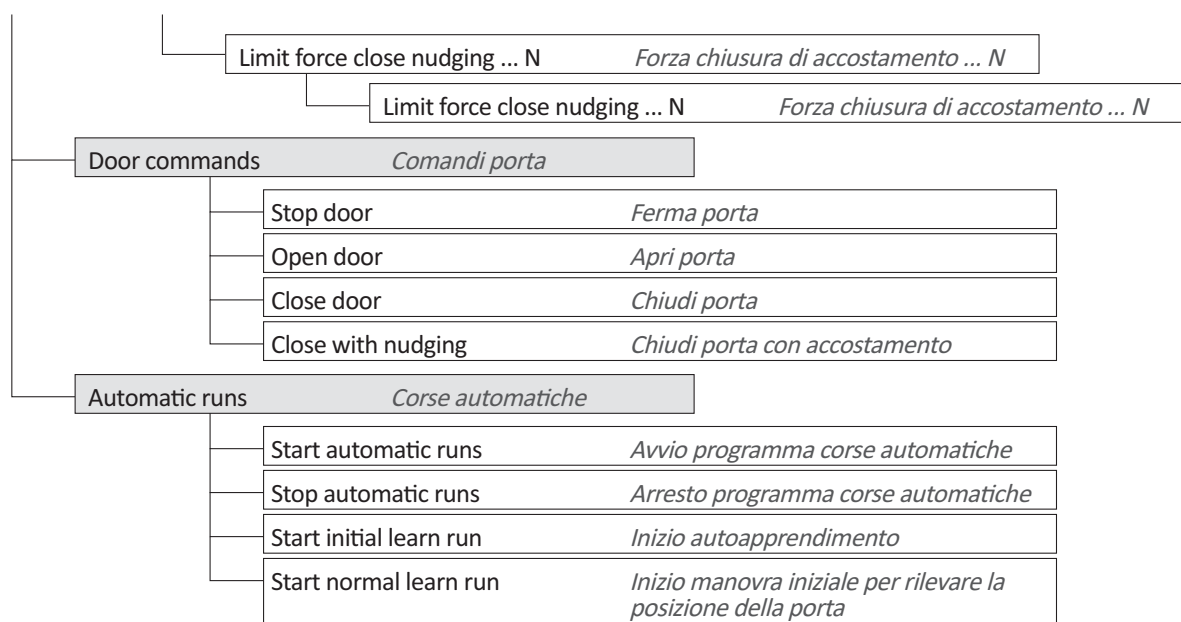 Limit force close nudging ... N Forza chiusura di accostamento ... N
Limit force close nudging ... N Forza chiusura di accostamento ... N
Door commands Comandi porta
Stop door Ferma porta
Open door Apri porta
Close door Chiudi porta
Close with nudging Chiudi porta con accostamento
Automatic runs Corse automatiche
Start automatic runs Avvio programma corse automatiche
Stop automatic runs Arresto programma corse automatiche
Start initial learn run Inizio autoapprendimento
Start normal learn run Inizio manovra iniziale per rilevare la
posizione della porta